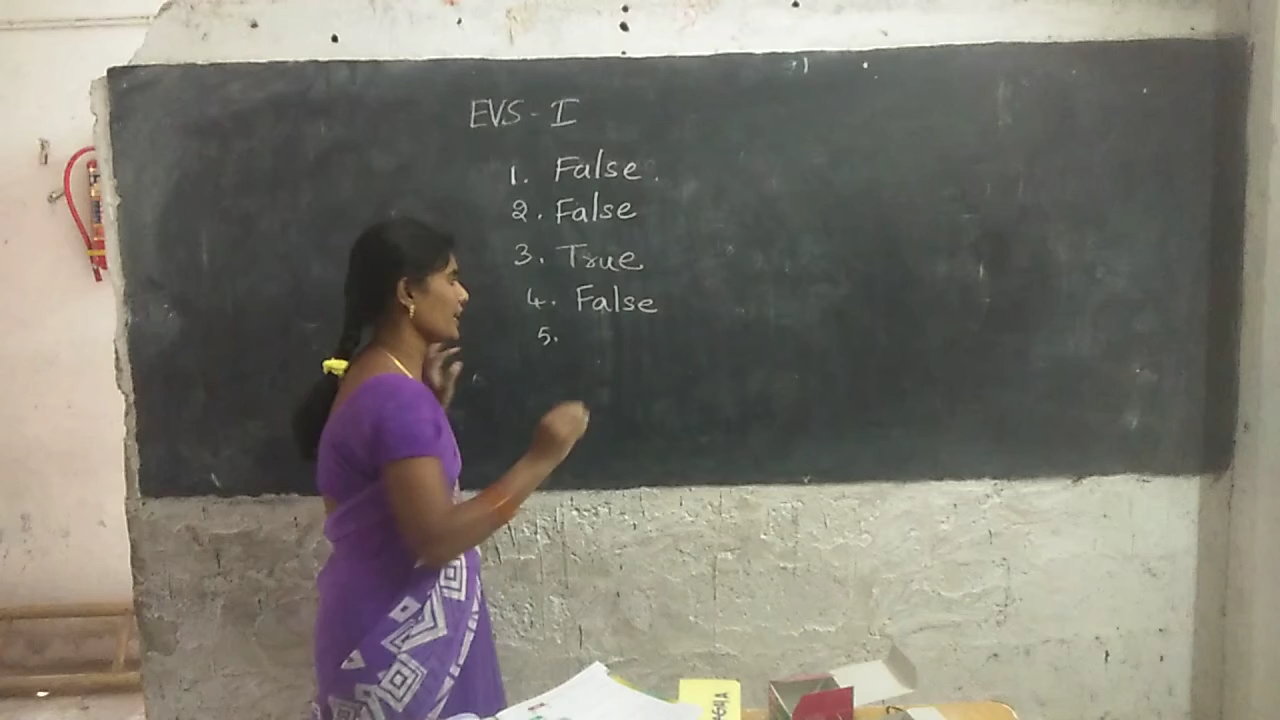 EVS - I
1. False.
2. False
3. True
4. False
5.